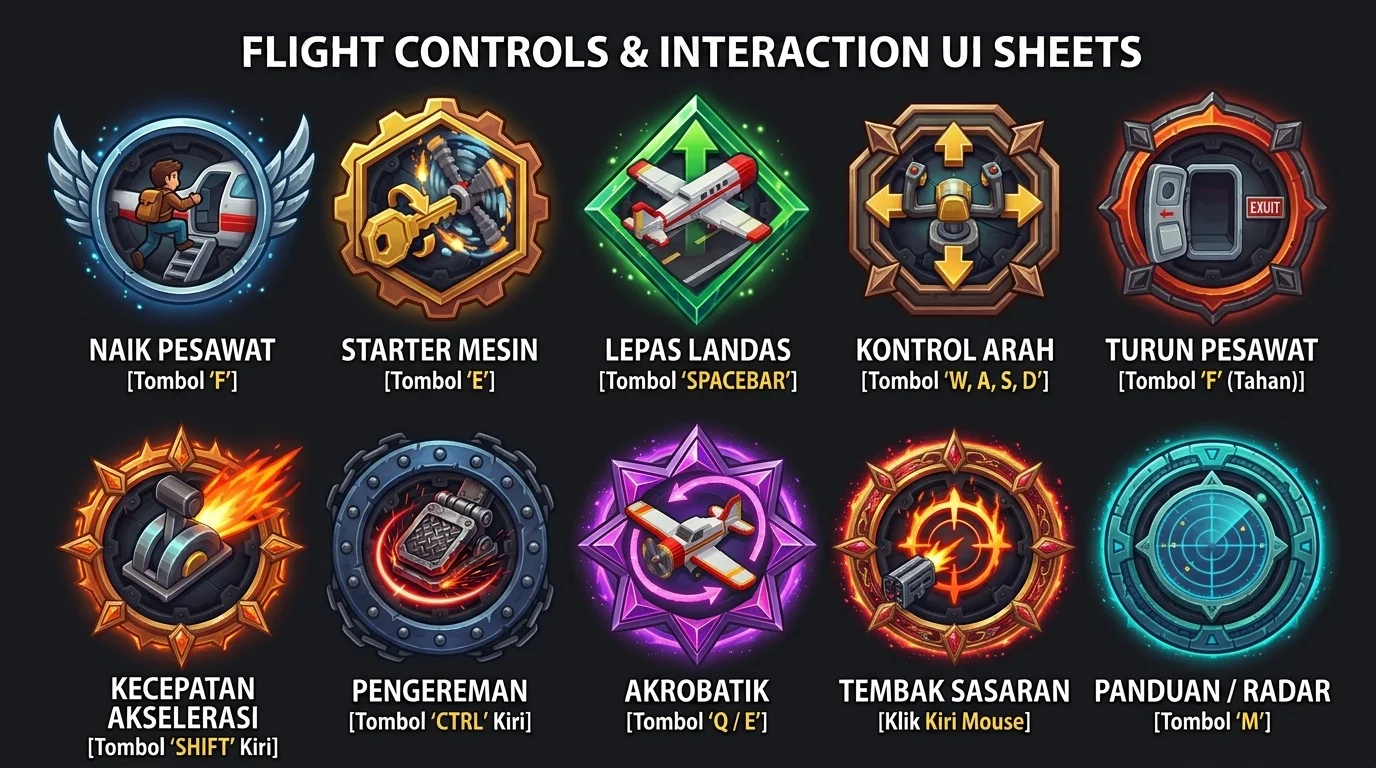 FLIGHT CONTROLS & INTERACTION UI SHEETS
EXUIT
NAIK PESAWAT
[Tombol 'F']
STARTER MESIN
[Tombol 'E']
LEPAS LANDAS
[Tombol 'SPACEBAR']
KONTROL ARAH
[Tombol 'W, A, S, D']
TURUN PESAWAT
[Tombol 'F' (Tahan)]
KECEPATAN
AKSELERASI
[Tombol 'SHIFT' Kiri]
PENGEREMAN
[Tombol 'CTRL' Kiri]
AKROBATIK
[Tombol 'Q / E']
TEMBAK SASARAN
[Klik Kiri Mouse]
PANDUAN / RADAR
[Tombol 'M']